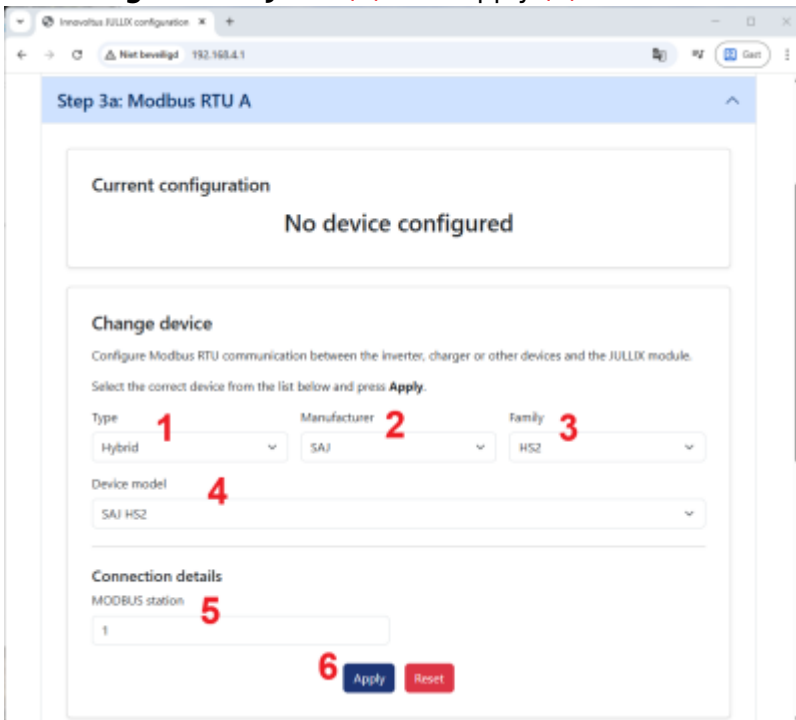 Innovoltus JULLIX configuration
Niet beveiligd 192.168.4.1
Gast
Step 3a: Modbus RTU A
Current configuration
No device configured
Change device
Configure Modbus RTU communication between the inverter, charger or other devices and the JULLIX module.
Select the correct device from the list below and press Apply.
Type 1 Manufacturer 2 Family 3
Hybrid SAJ HS2
Device model 4
SAJ HS2
Connection details
MODBUS station 5
1
6 Apply Reset